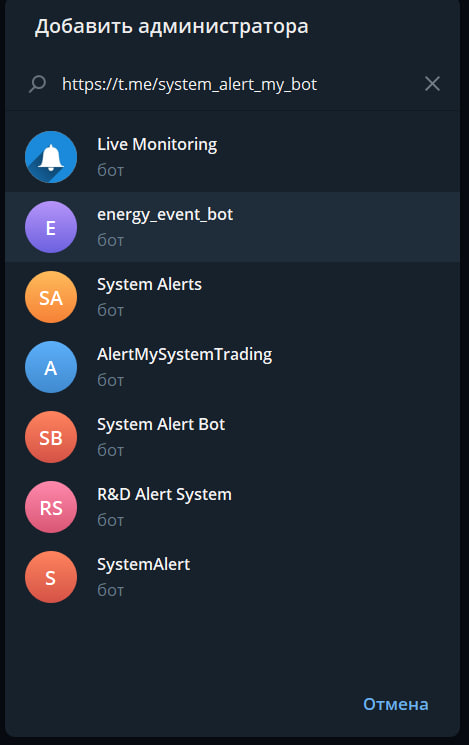 Добавить администратора
https://t.me/system_alert_my_bot
Live Monitoring
бот
E
energy_event_bot
бот
SA
System Alerts
бот
A
AlertMySystemTrading
бот
SB
System Alert Bot
бот
RS
R&D Alert System
бот
S
SystemAlert
бот
Отмена